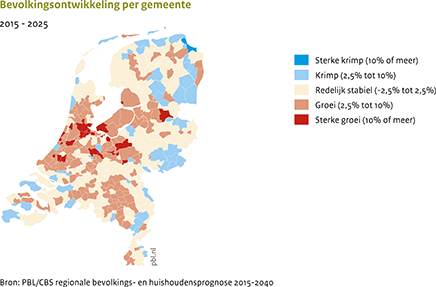 Bevolkingsontwikkeling per gemeente
2015 - 2025
Sterke krimp (10% of meer)
Krimp (2,5% tot 10%)
Redelijk stabiel (-2,5% tot 2,5%)
Groei (2,5% tot 10%)
Sterke groei (10% of meer)
pbl.nl
Bron: PBL/CBS regionale bevolkings- en huishoudensprognose 2015-2040